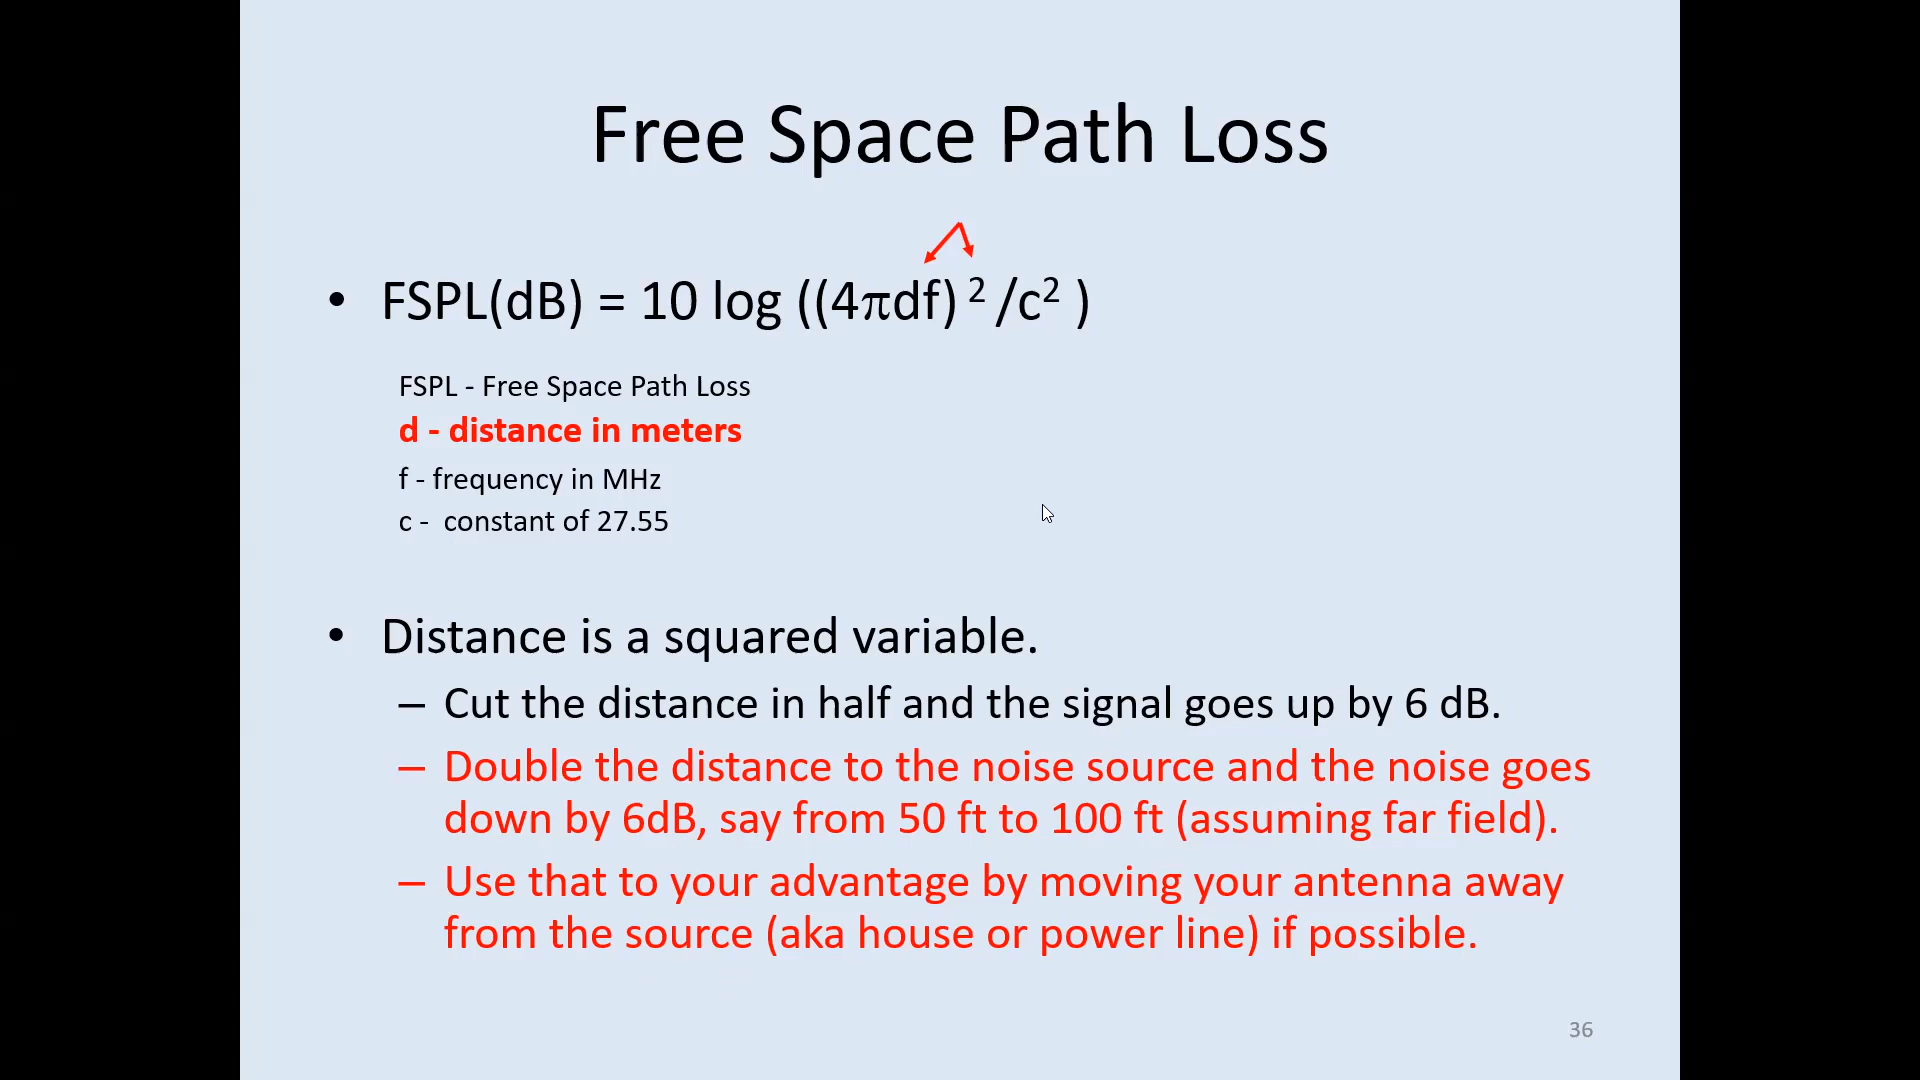 Free Space Path Loss
• FSPL(dB) = 10 log ((4πdf) ² /c² )
FSPL - Free Space Path Loss
d - distance in meters
f - frequency in MHz
c -  constant of 27.55
• Distance is a squared variable.
– Cut the distance in half and the signal goes up by 6 dB.
– Double the distance to the noise source and the noise goes
down by 6dB, say from 50 ft to 100 ft (assuming far field).
– Use that to your advantage by moving your antenna away
from the source (aka house or power line) if possible.
36